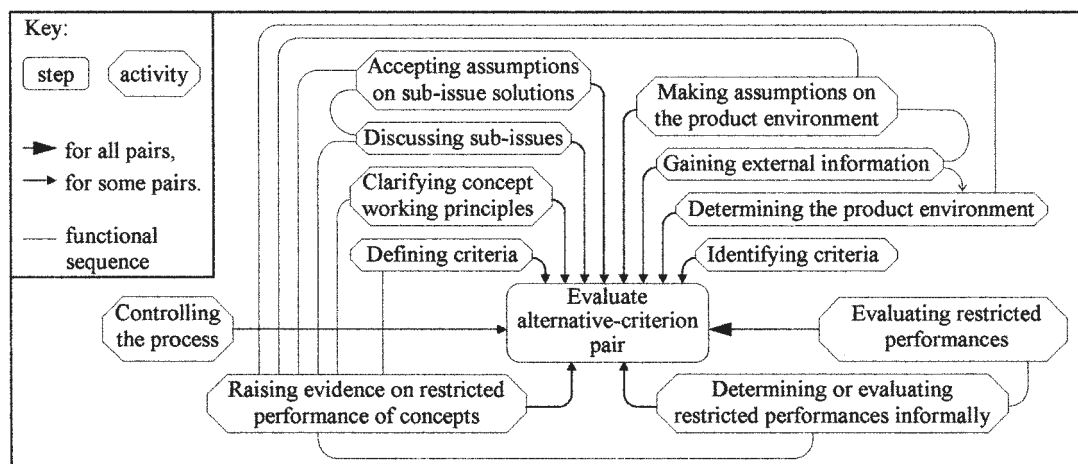 Key:
step
activity
for all pairs,
for some pairs.
functional
sequence
Accepting assumptions
on sub-issue solutions
Discussing sub-issues
Clarifying concept
working principles
Defining criteria
Making assumptions on
the product environment
Gaining external information
Determining the product environment
Identifying criteria
Controlling
the process
Evaluate
alternative-criterion
pair
Evaluating restricted
performances
Raising evidence on restricted
performance of concepts
Determining or evaluating
restricted performances informally